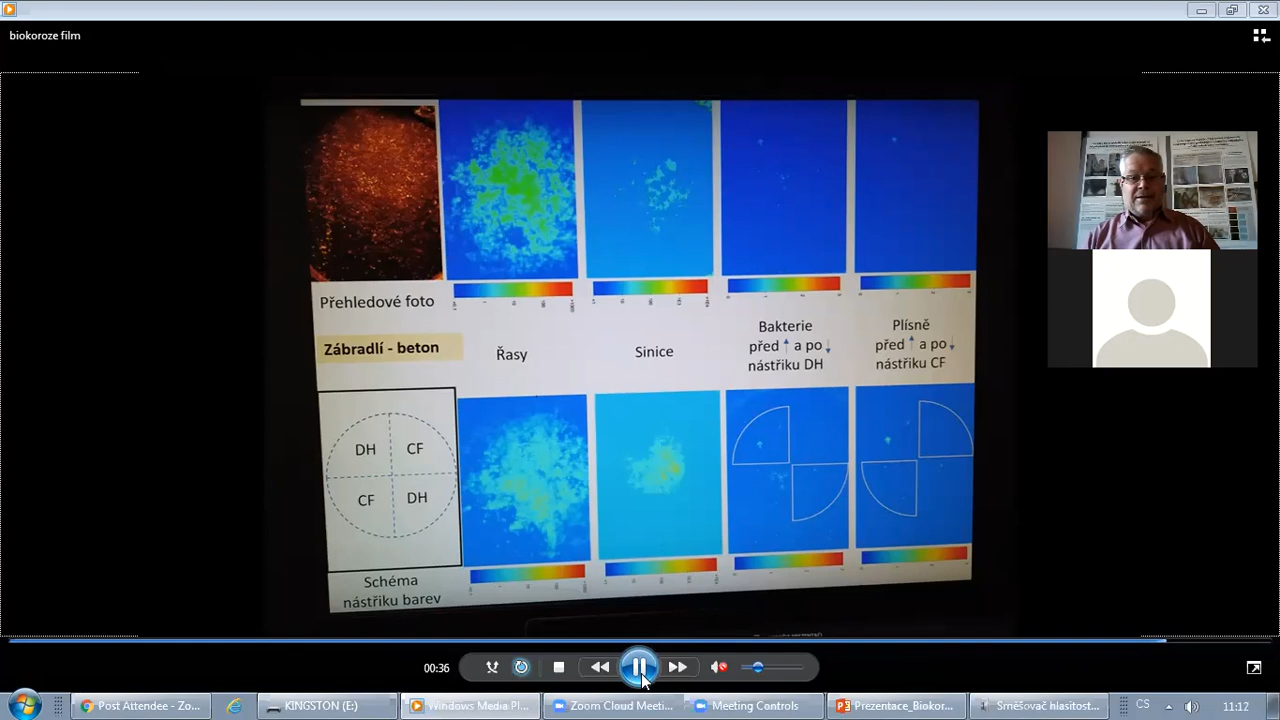 biokoroze film
Přehledové foto
Zábradlí - beton
Řasy
Sinice
Bakterie
před ↑ a po ↓
nástřiku DH
Plísně
před ↑ a po ↓
nástřiku CF
DH CF
CF DH
Schéma
nástřiku barev
00:36
Post Attendee - Zo...
KINGSTON (E:)
Windows Media Pl...
Zoom Cloud Meeti...
Meeting Controls
Prezentace_Biokor...
Směšovač hlasitost...
CS
11:12